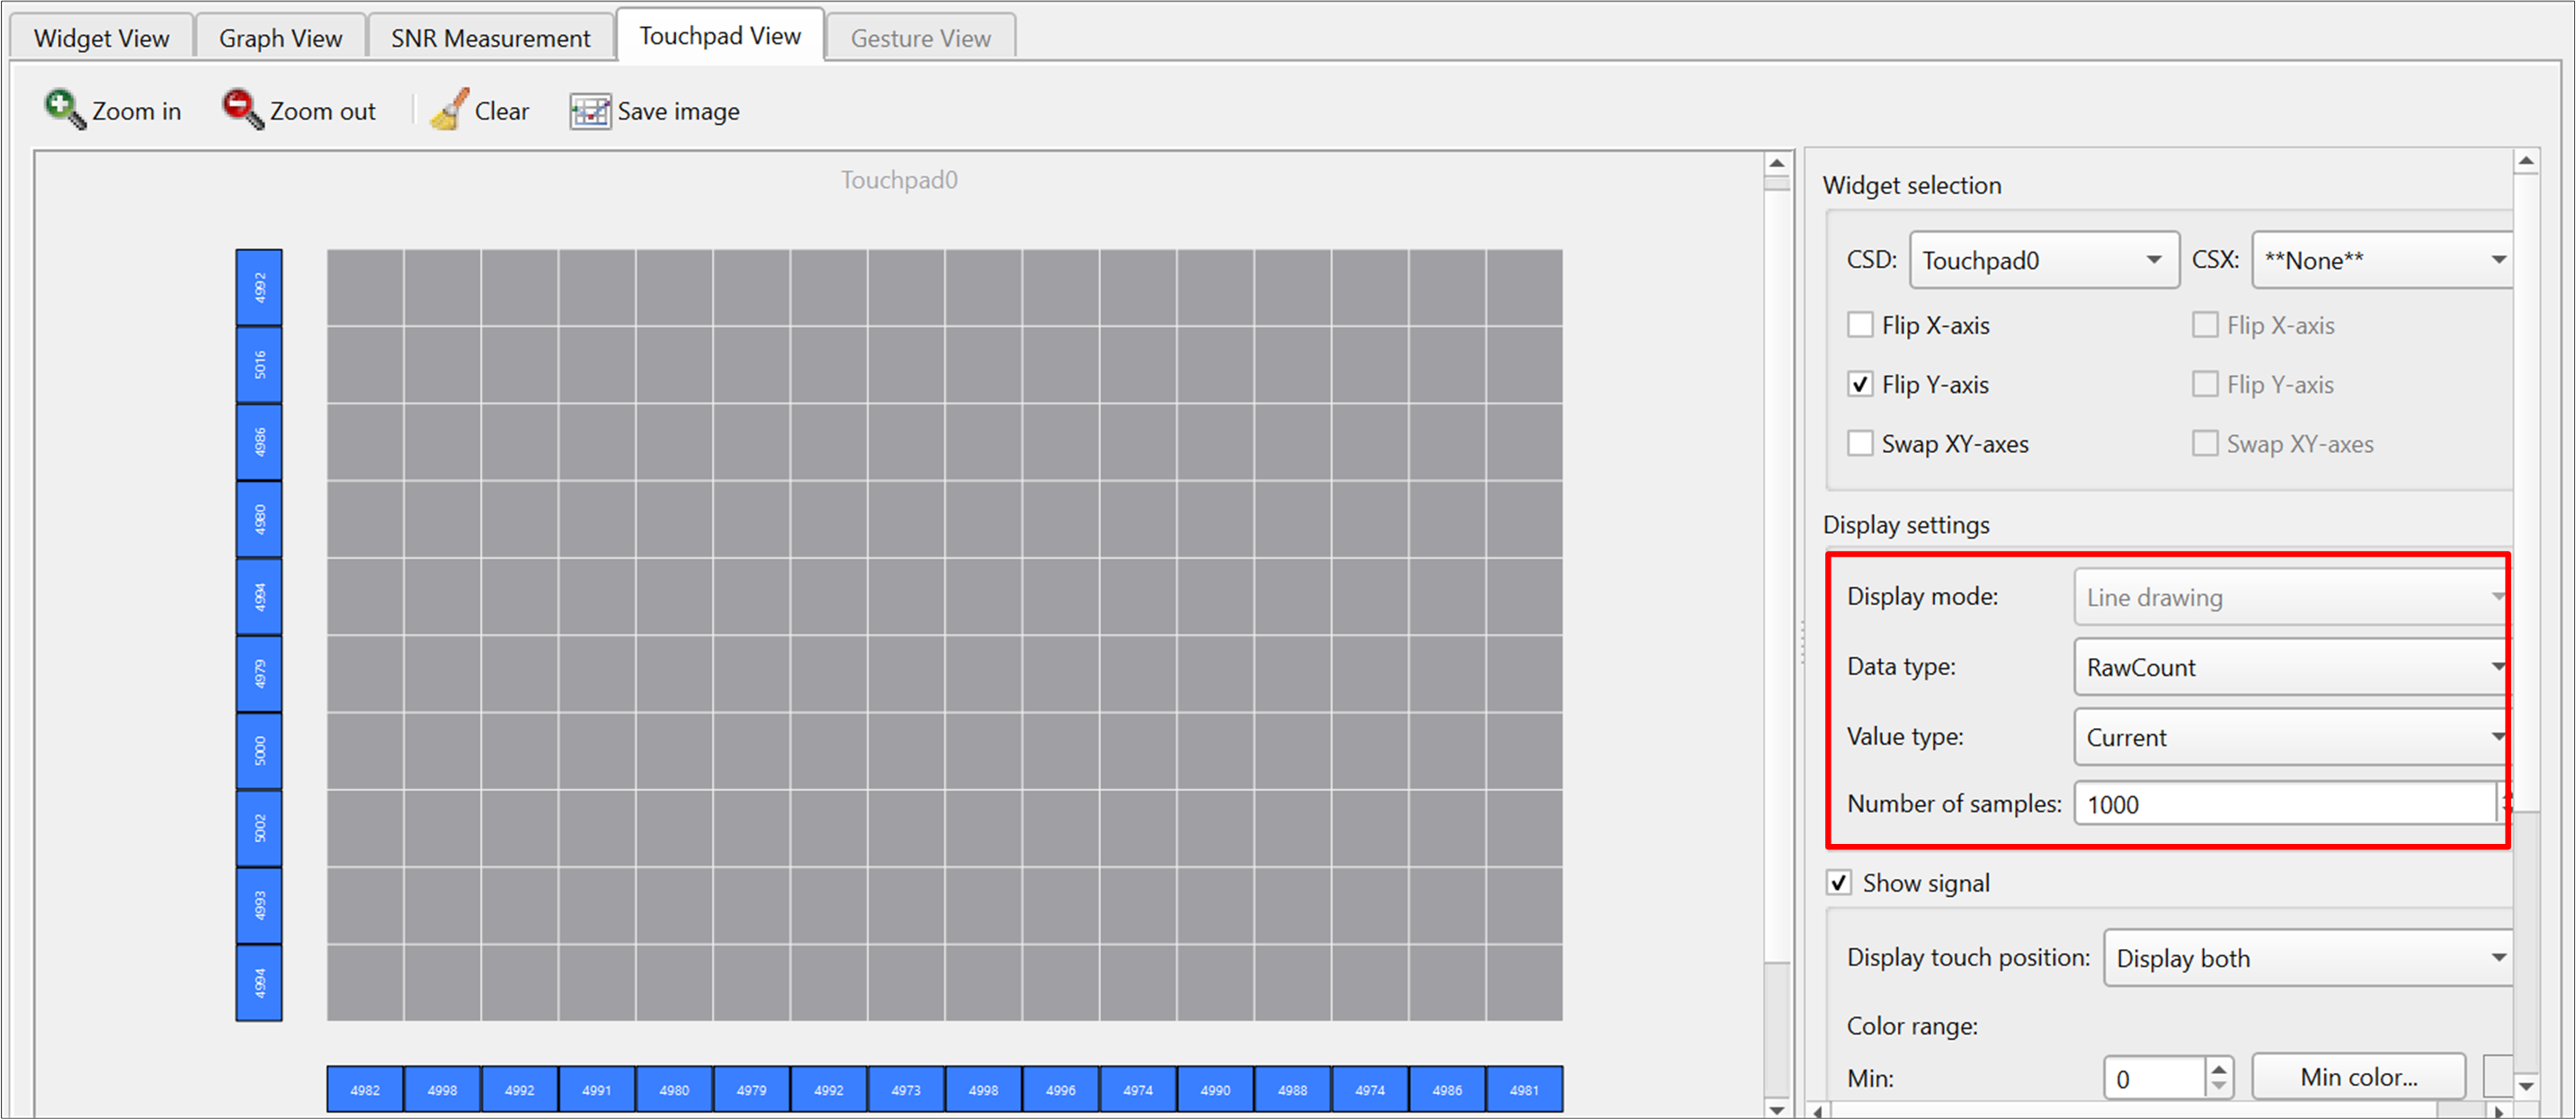 Widget View Graph View SNR Measurement Touchpad View Gesture View
Zoom in Zoom out Clear Save image
Touchpad0
4992
5016
4986
4980
4994
4979
5000
5002
4993
4994
4982 4998 4992 4991 4980 4979 4992 4973 4998 4996 4974 4990 4988 4974 4986 4981
Widget selection
CSD: Touchpad0 CSX: **None**
Flip X-axis Flip X-axis
Flip Y-axis Flip Y-axis
Swap XY-axes Swap XY-axes
Display settings
Display mode: Line drawing
Data type: RawCount
Value type: Current
Number of samples: 1000
Show signal
Display touch position: Display both
Color range:
Min: 0 Min color...